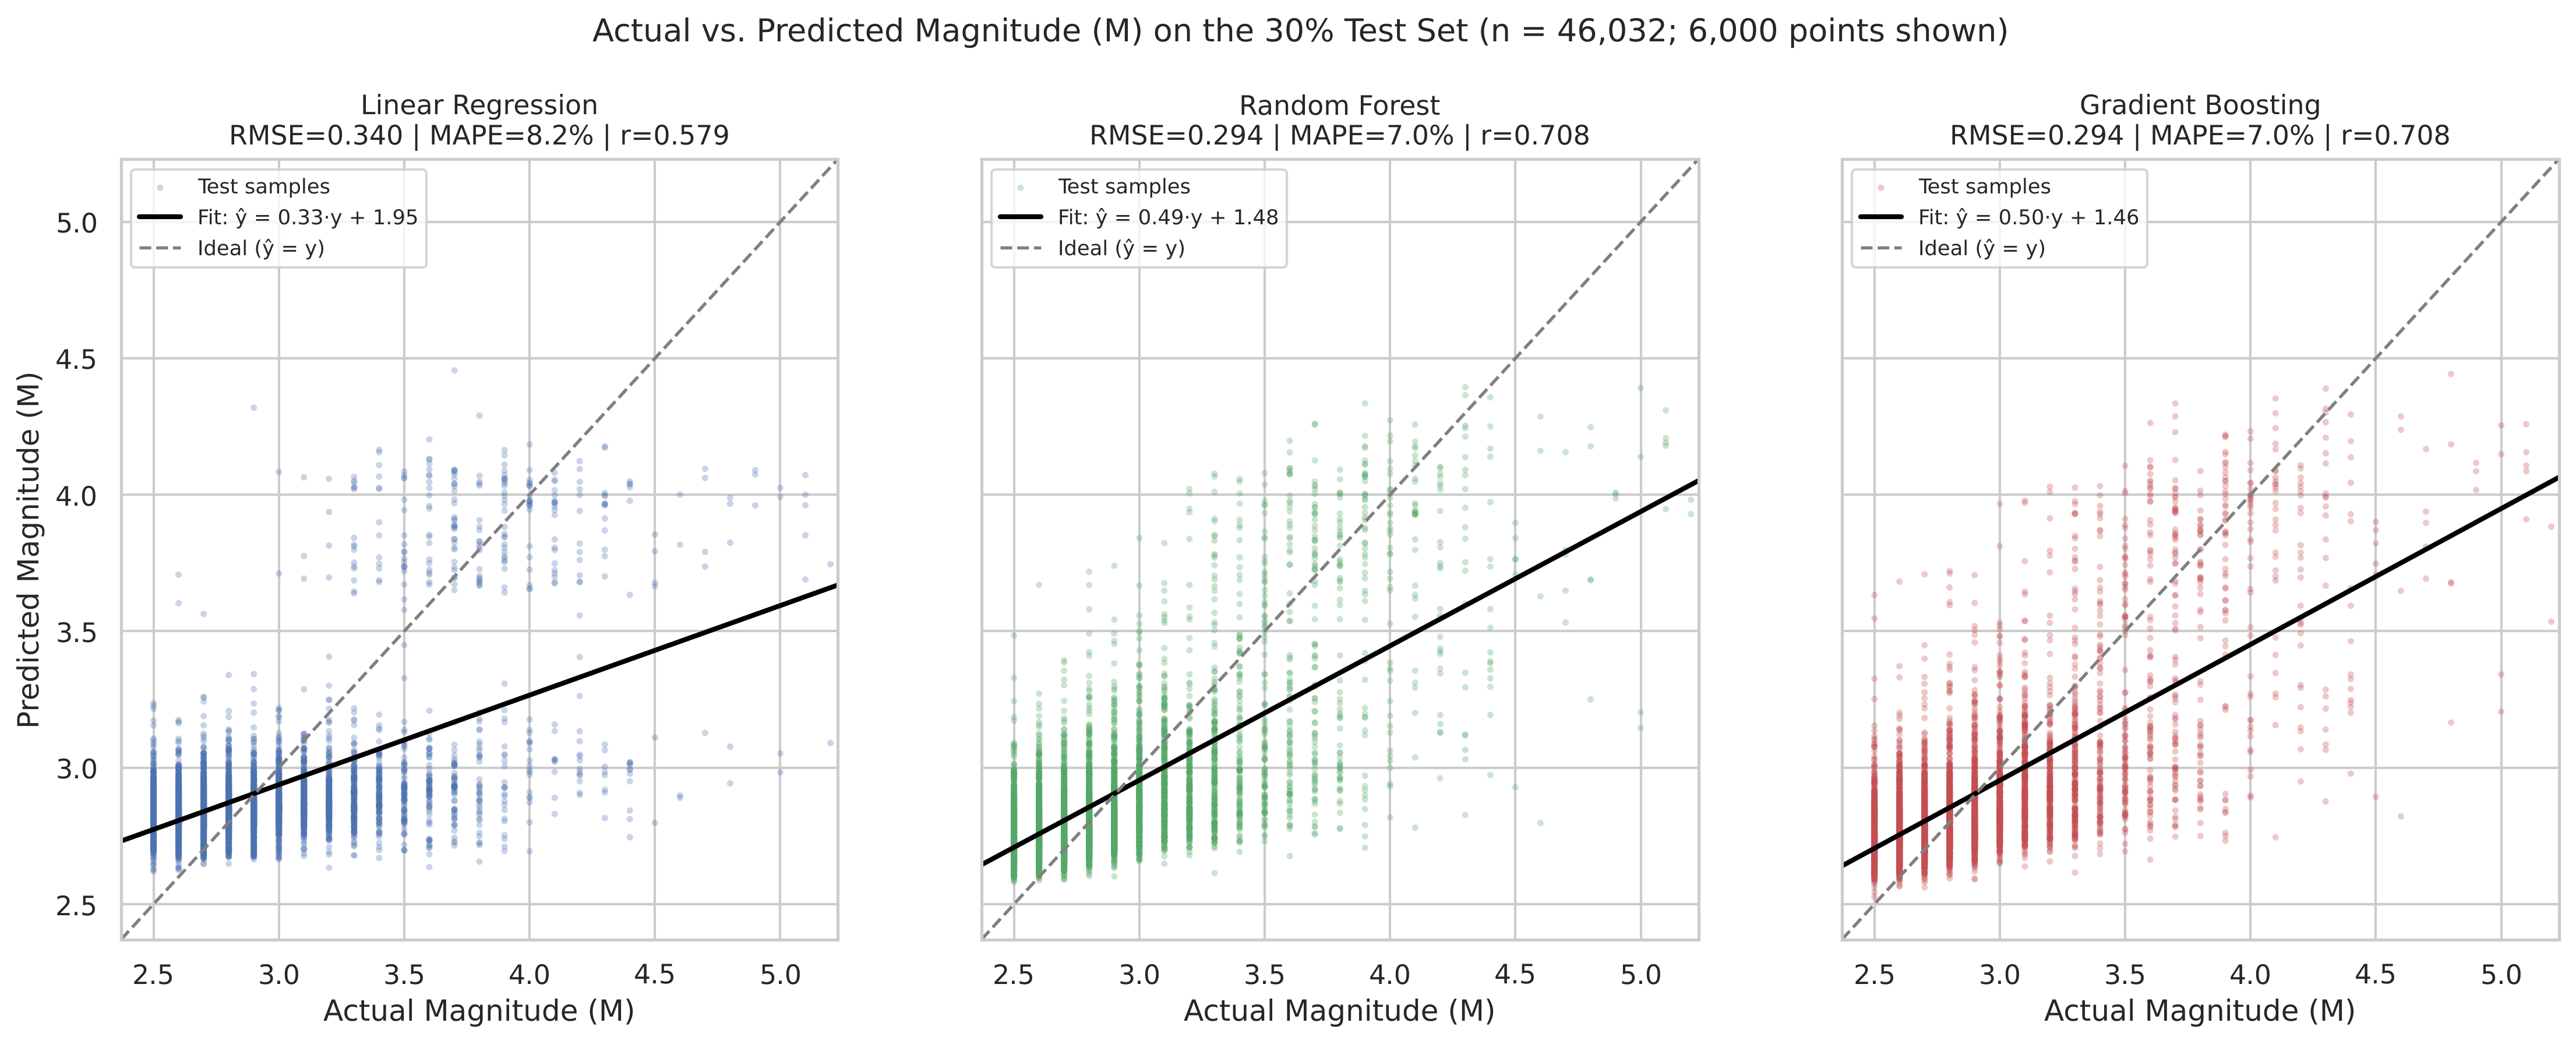 Actual vs. Predicted Magnitude (M) on the 30% Test Set (n = 46,032; 6,000 points shown)
Linear Regression
RMSE=0.340 | MAPE=8.2% | r=0.579
Test samples
Fit: ŷ = 0.33·y + 1.95
Ideal (ŷ = y)
5.0
4.5
4.0
3.5
3.0
2.5
Predicted Magnitude (M)
2.5 3.0 3.5 4.0 4.5 5.0
Actual Magnitude (M)
Random Forest
RMSE=0.294 | MAPE=7.0% | r=0.708
Test samples
Fit: ŷ = 0.49·y + 1.48
Ideal (ŷ = y)
2.5 3.0 3.5 4.0 4.5 5.0
Actual Magnitude (M)
Gradient Boosting
RMSE=0.294 | MAPE=7.0% | r=0.708
Test samples
Fit: ŷ = 0.50·y + 1.46
Ideal (ŷ = y)
2.5 3.0 3.5 4.0 4.5 5.0
Actual Magnitude (M)